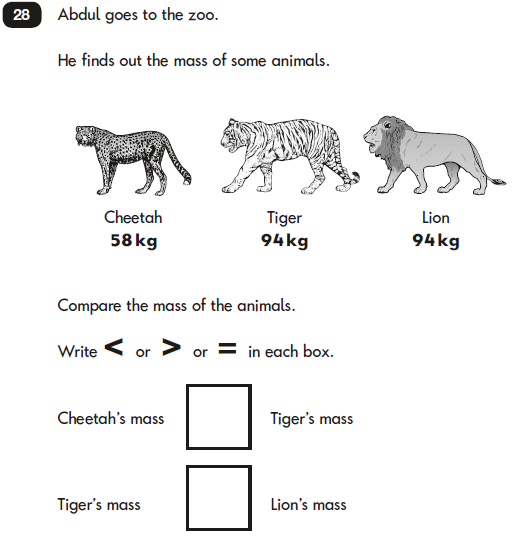 28 Abdul goes to the zoo.
He finds out the mass of some animals.
Cheetah Tiger Lion
58 kg 94 kg 94 kg
Compare the mass of the animals.
Write < or > or = in each box.
Cheetah's mass Tiger's mass
Tiger's mass Lion's mass